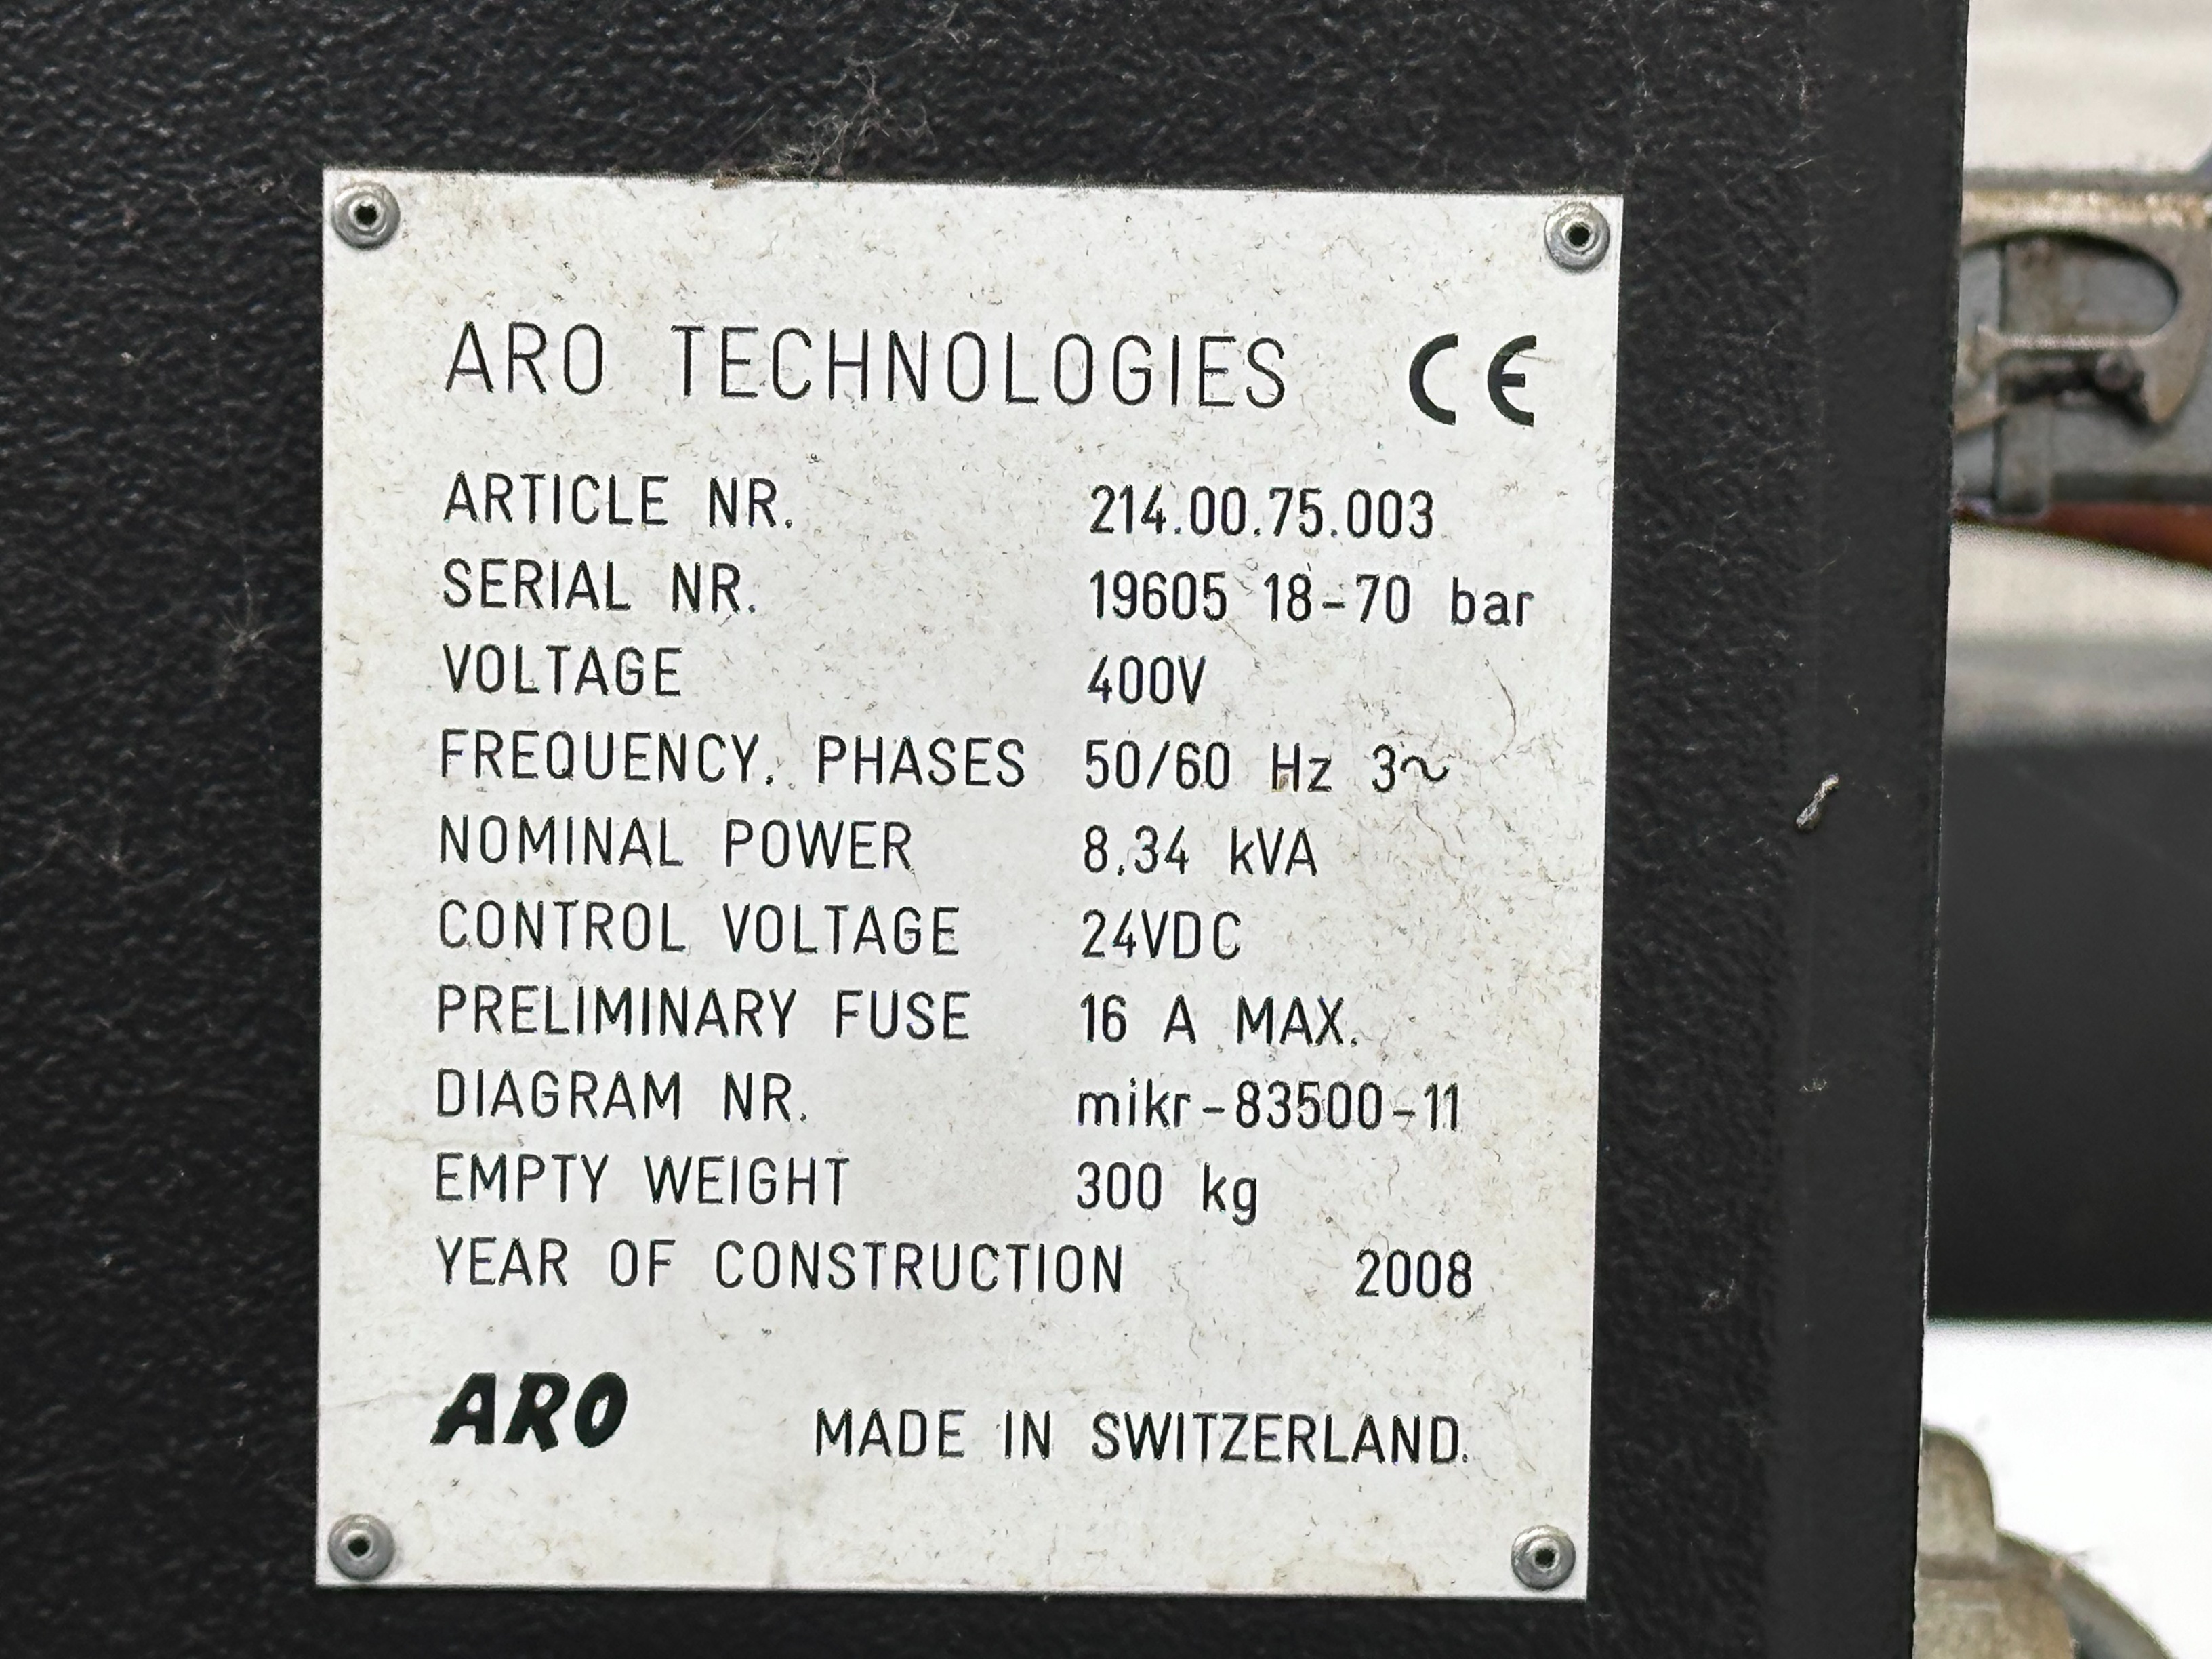 ARO TECHNOLOGIES CE
ARTICLE NR. 214.00.75.003
SERIAL NR. 19605 18-70 bar
VOLTAGE 400V
FREQUENCY. PHASES 50/60 Hz 3~
NOMINAL POWER 8.34 kVA
CONTROL VOLTAGE 24VDC
PRELIMINARY FUSE 16 A MAX.
DIAGRAM NR. mikr-83500-11
EMPTY WEIGHT 300 kg
YEAR OF CONSTRUCTION 2008
ARO MADE IN SWITZERLAND.